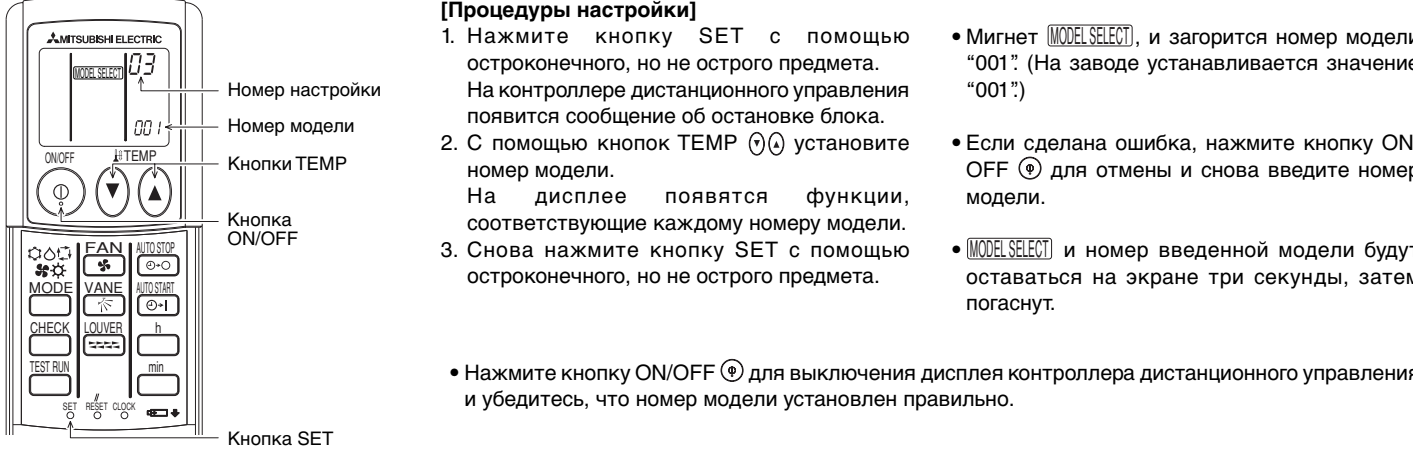 MITSUBISHI ELECTRIC
MODEL SELECT 03
001
ON/OFF TEMP
FAN AUTO STOP
MODE VANE AUTO START
CHECK LOUVER h
TEST RUN min
SET RESET CLOCK
Номер настройки
Номер модели
Кнопки TEMP
Кнопка
ON/OFF
Кнопка SET
[Процедуры настройки]
1. Нажмите кнопку SET с помощью
остроконечного, но не острого предмета.
На контроллере дистанционного управления
появится сообщение об остановке блока.
2. С помощью кнопок TEMP установите
номер модели.
На дисплее появятся функции,
соответствующие каждому номеру модели.
3. Снова нажмите кнопку SET с помощью
остроконечного, но не острого предмета.
• Мигнет MODEL SELECT, и загорится номер модели
“001”. (На заводе устанавливается значение
“001”.)
• Если сделана ошибка, нажмите кнопку ON/
OFF для отмены и снова введите номер
модели.
• MODEL SELECT и номер введенной модели будут
оставаться на экране три секунды, затем
погаснут.
• Нажмите кнопку ON/OFF для выключения дисплея контроллера дистанционного управления
и убедитесь, что номер модели установлен правильно.